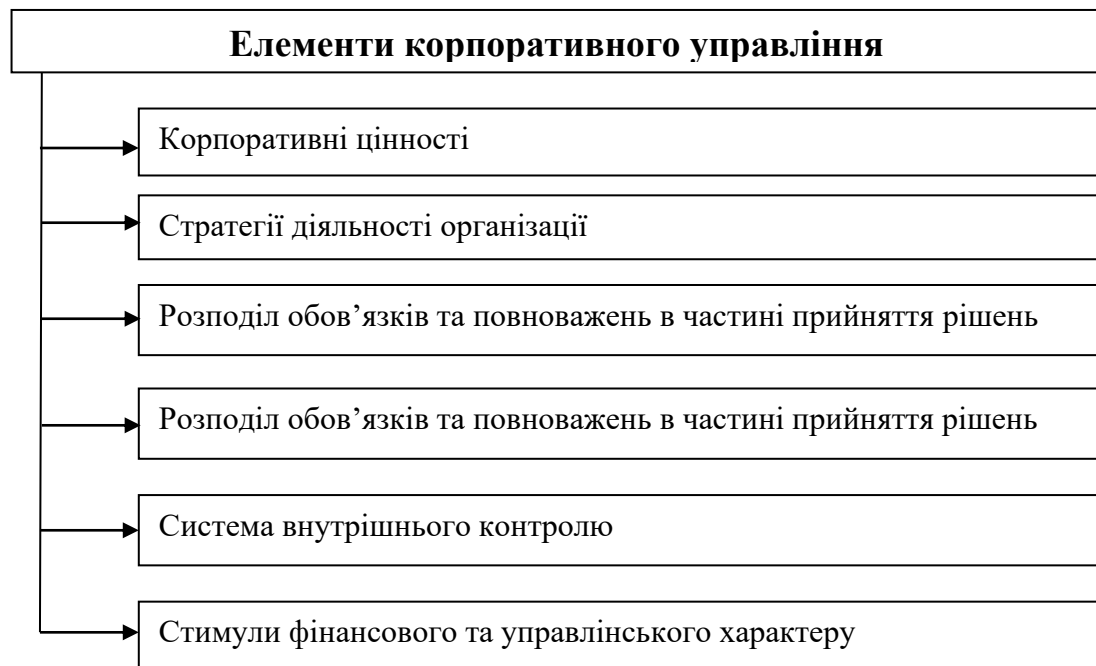 Елементи корпоративного управління
Корпоративні цінності
Стратегії діяльності організації
Розподіл обов’язків та повноважень в частині прийняття рішень
Розподіл обов’язків та повноважень в частині прийняття рішень
Система внутрішнього контролю
Стимули фінансового та управлінського характеру